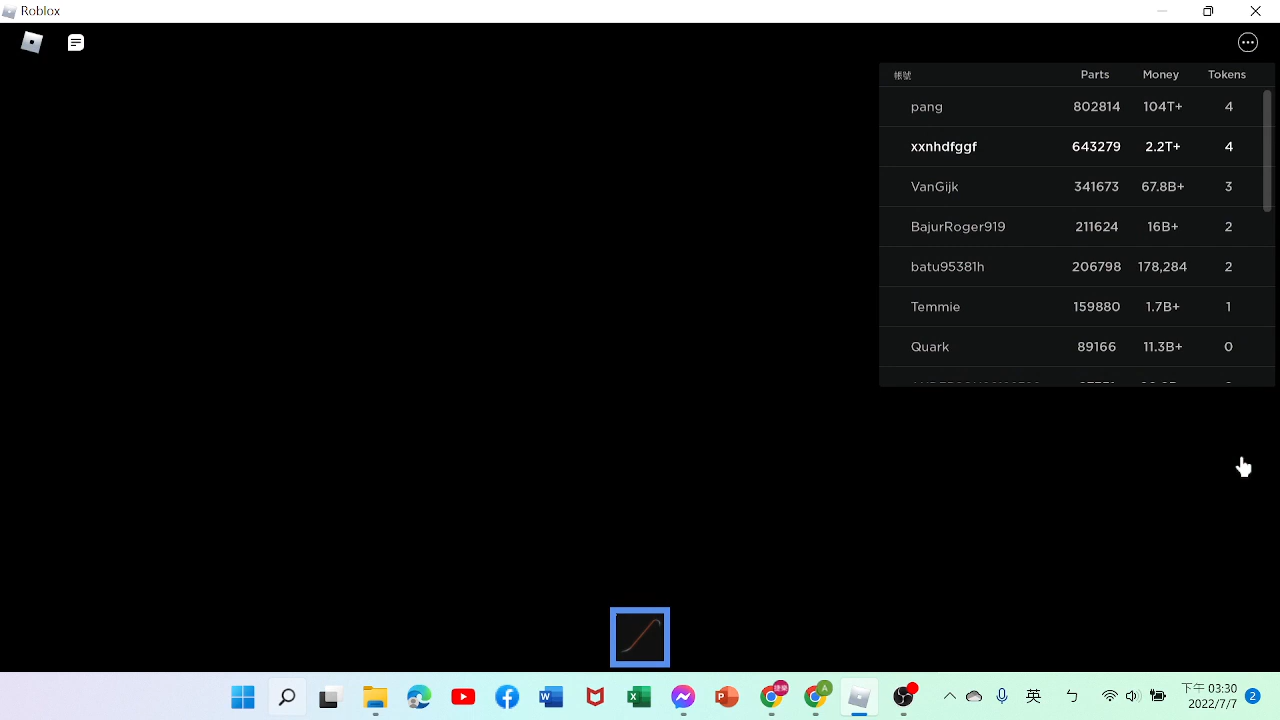 Roblox
帳號 Parts Money Tokens
pang 802814 104T+ 4
xxnhdfggf 643279 2.2T+ 4
VanGijk 341673 67.8B+ 3
BajurRoger919 211624 16B+ 2
batu95381h 206798 178,284 2
Temmie 159880 1.7B+ 1
Quark 89166 11.3B+ 0
捷樂 A 英 ㄅ 下午 03:30
2022/7/7 2